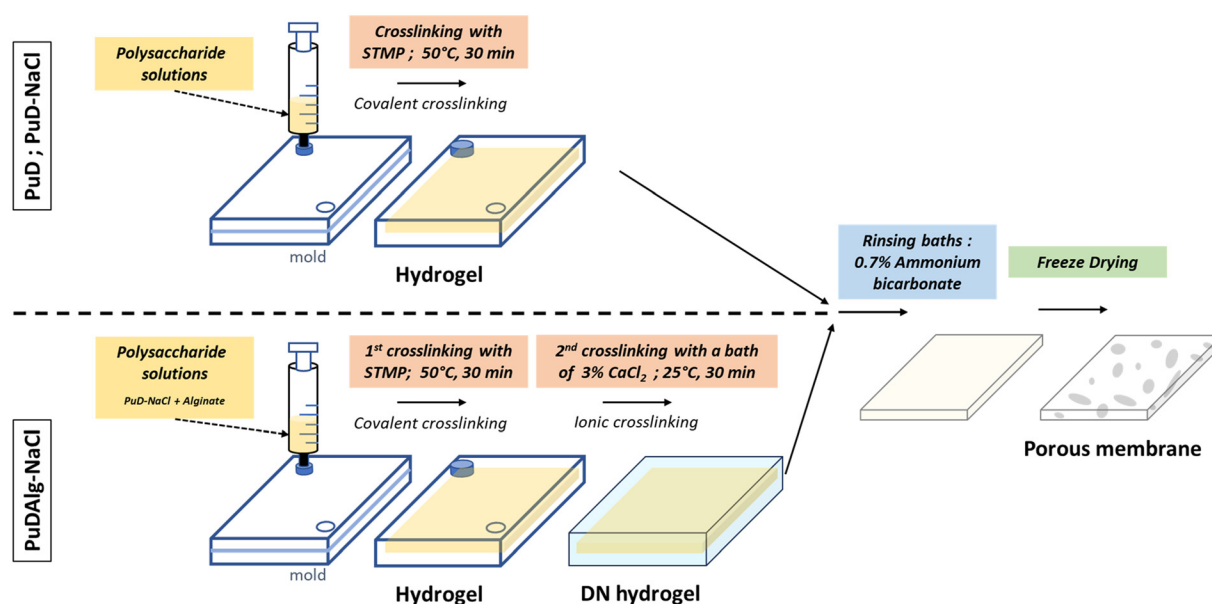 PuD ; PuD-NaCl
Polysaccharide
solutions
Crosslinking with
STMP ; 50°C, 30 min
Covalent crosslinking
mold
Hydrogel
Rinsing baths :
0.7% Ammonium
bicarbonate
Freeze Drying
Porous membrane
PuDAlg-NaCl
Polysaccharide
solutions
PuD-NaCl + Alginate
1st crosslinking with
STMP; 50°C, 30 min
Covalent crosslinking
2nd crosslinking with a bath
of 3% CaCl2 ; 25°C, 30 min
Ionic crosslinking
mold
Hydrogel
DN hydrogel